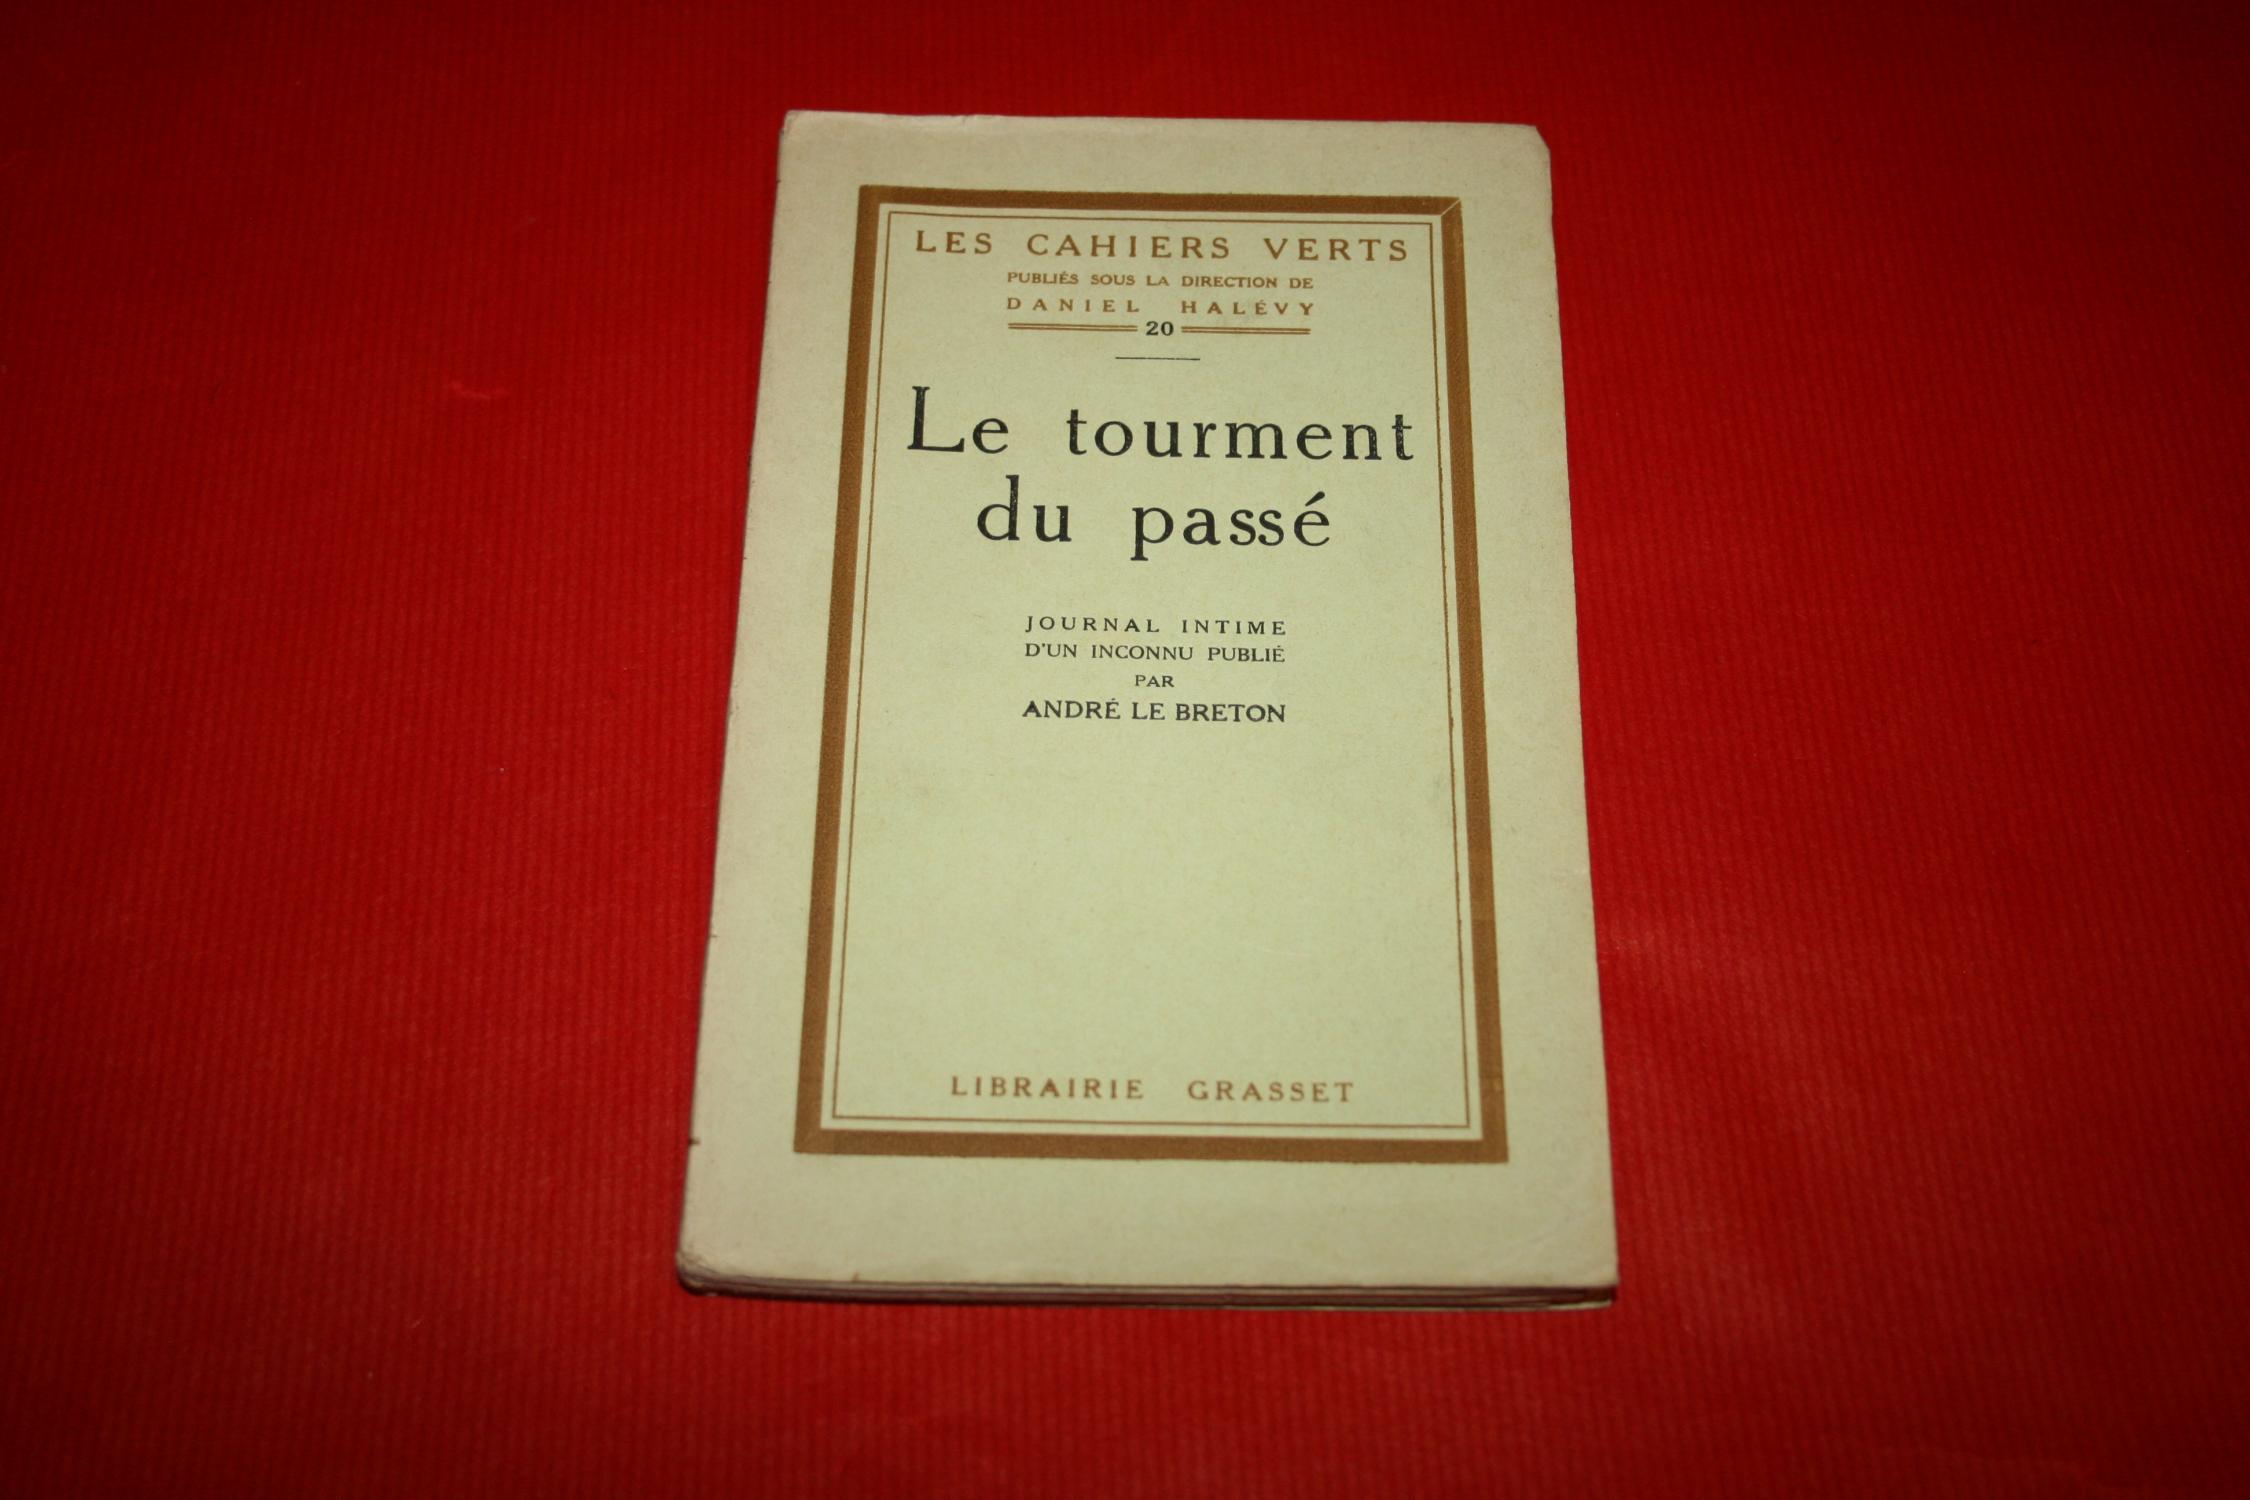 LES CAHIERS VERTS
PUBLIÉS SOUS LA DIRECTION DE
DANIEL HALÉVY
20
Le tourment
du passé
JOURNAL INTIME
D'UN INCONNU PUBLIÉ
PAR
ANDRÉ LE BRETON
LIBRAIRIE GRASSET